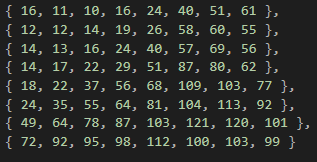 { 16, 11, 10, 16, 24, 40, 51, 61 },
{ 12, 12, 14, 19, 26, 58, 60, 55 },
{ 14, 13, 16, 24, 40, 57, 69, 56 },
{ 14, 17, 22, 29, 51, 87, 80, 62 },
{ 18, 22, 37, 56, 68, 109, 103, 77 },
{ 24, 35, 55, 64, 81, 104, 113, 92 },
{ 49, 64, 78, 87, 103, 121, 120, 101 },
{ 72, 92, 95, 98, 112, 100, 103, 99 }